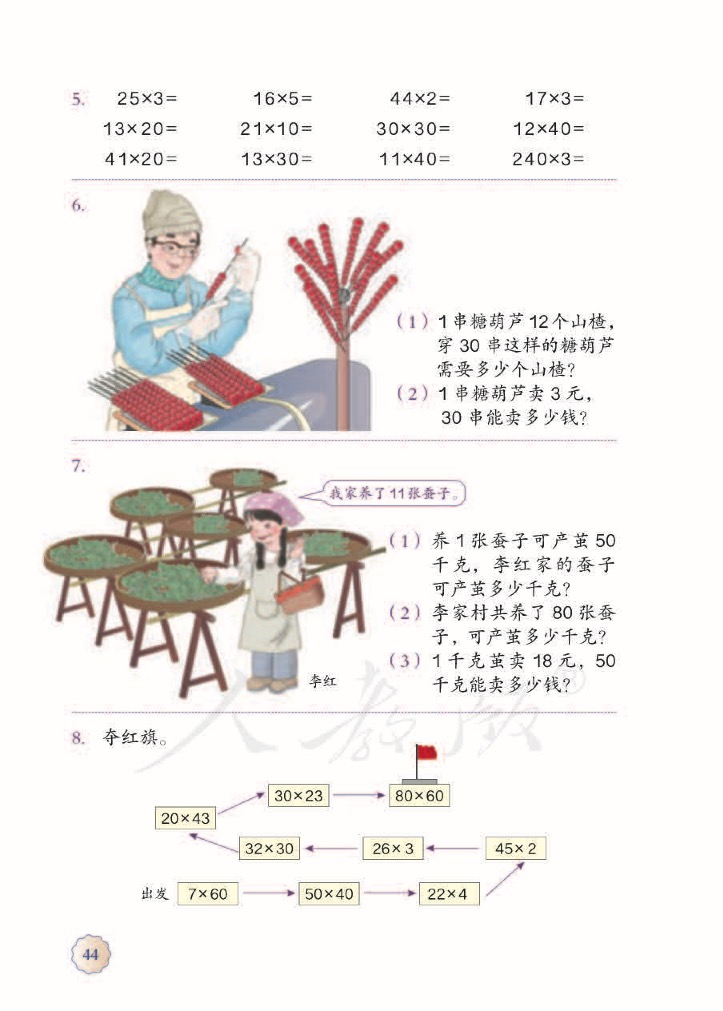 5. 25×3= 16×5= 44×2= 17×3=
13×20= 21×10= 30×30= 12×40=
41×20= 13×30= 11×40= 240×3=
6.
(1) 1串糖葫芦12个山楂，
穿30串这样的糖葫芦
需要多少个山楂？
(2) 1串糖葫芦卖3元，
30串能卖多少钱？
7.
我家养了11张蚕子。
(1) 养1张蚕子可产茧50
千克，李红家的蚕子
可产茧多少千克？
(2) 李家村共养了80张蚕
子，可产茧多少千克？
(3) 1千克茧卖18元，50
千克能卖多少钱？
李红
人教版®
8. 夺红旗。
30×23 80×60
20×43
32×30 26×3 45×2
出发 7×60 50×40 22×4
44